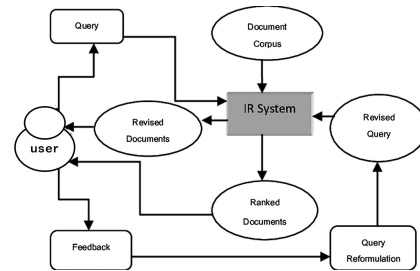 Query
Document
Corpus
IR System
Revised
Documents
Revised
Query
user
Ranked
Documents
Feedback
Query
Reformulation